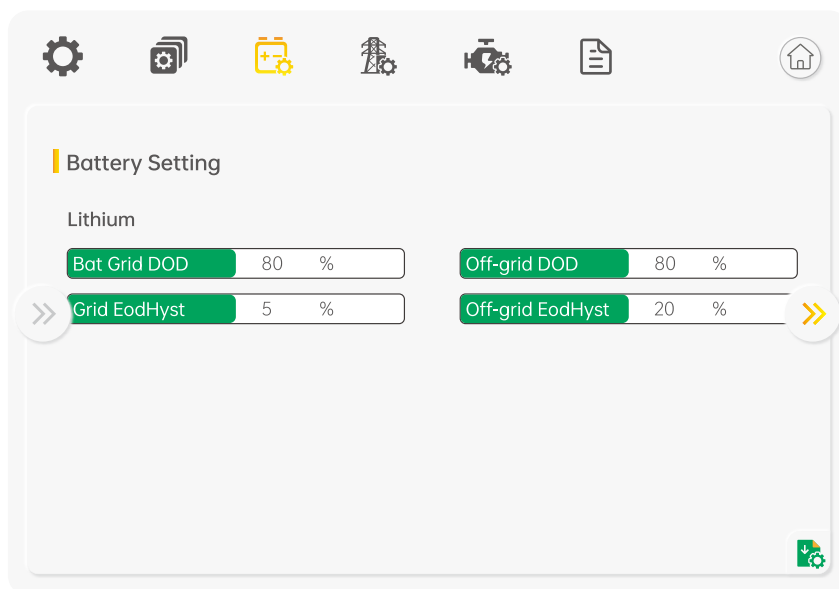 Battery Setting
Lithium
Bat Grid DOD 80 % Off-grid DOD 80 %
Grid EodHyst 5 % Off-grid EodHyst 20 %